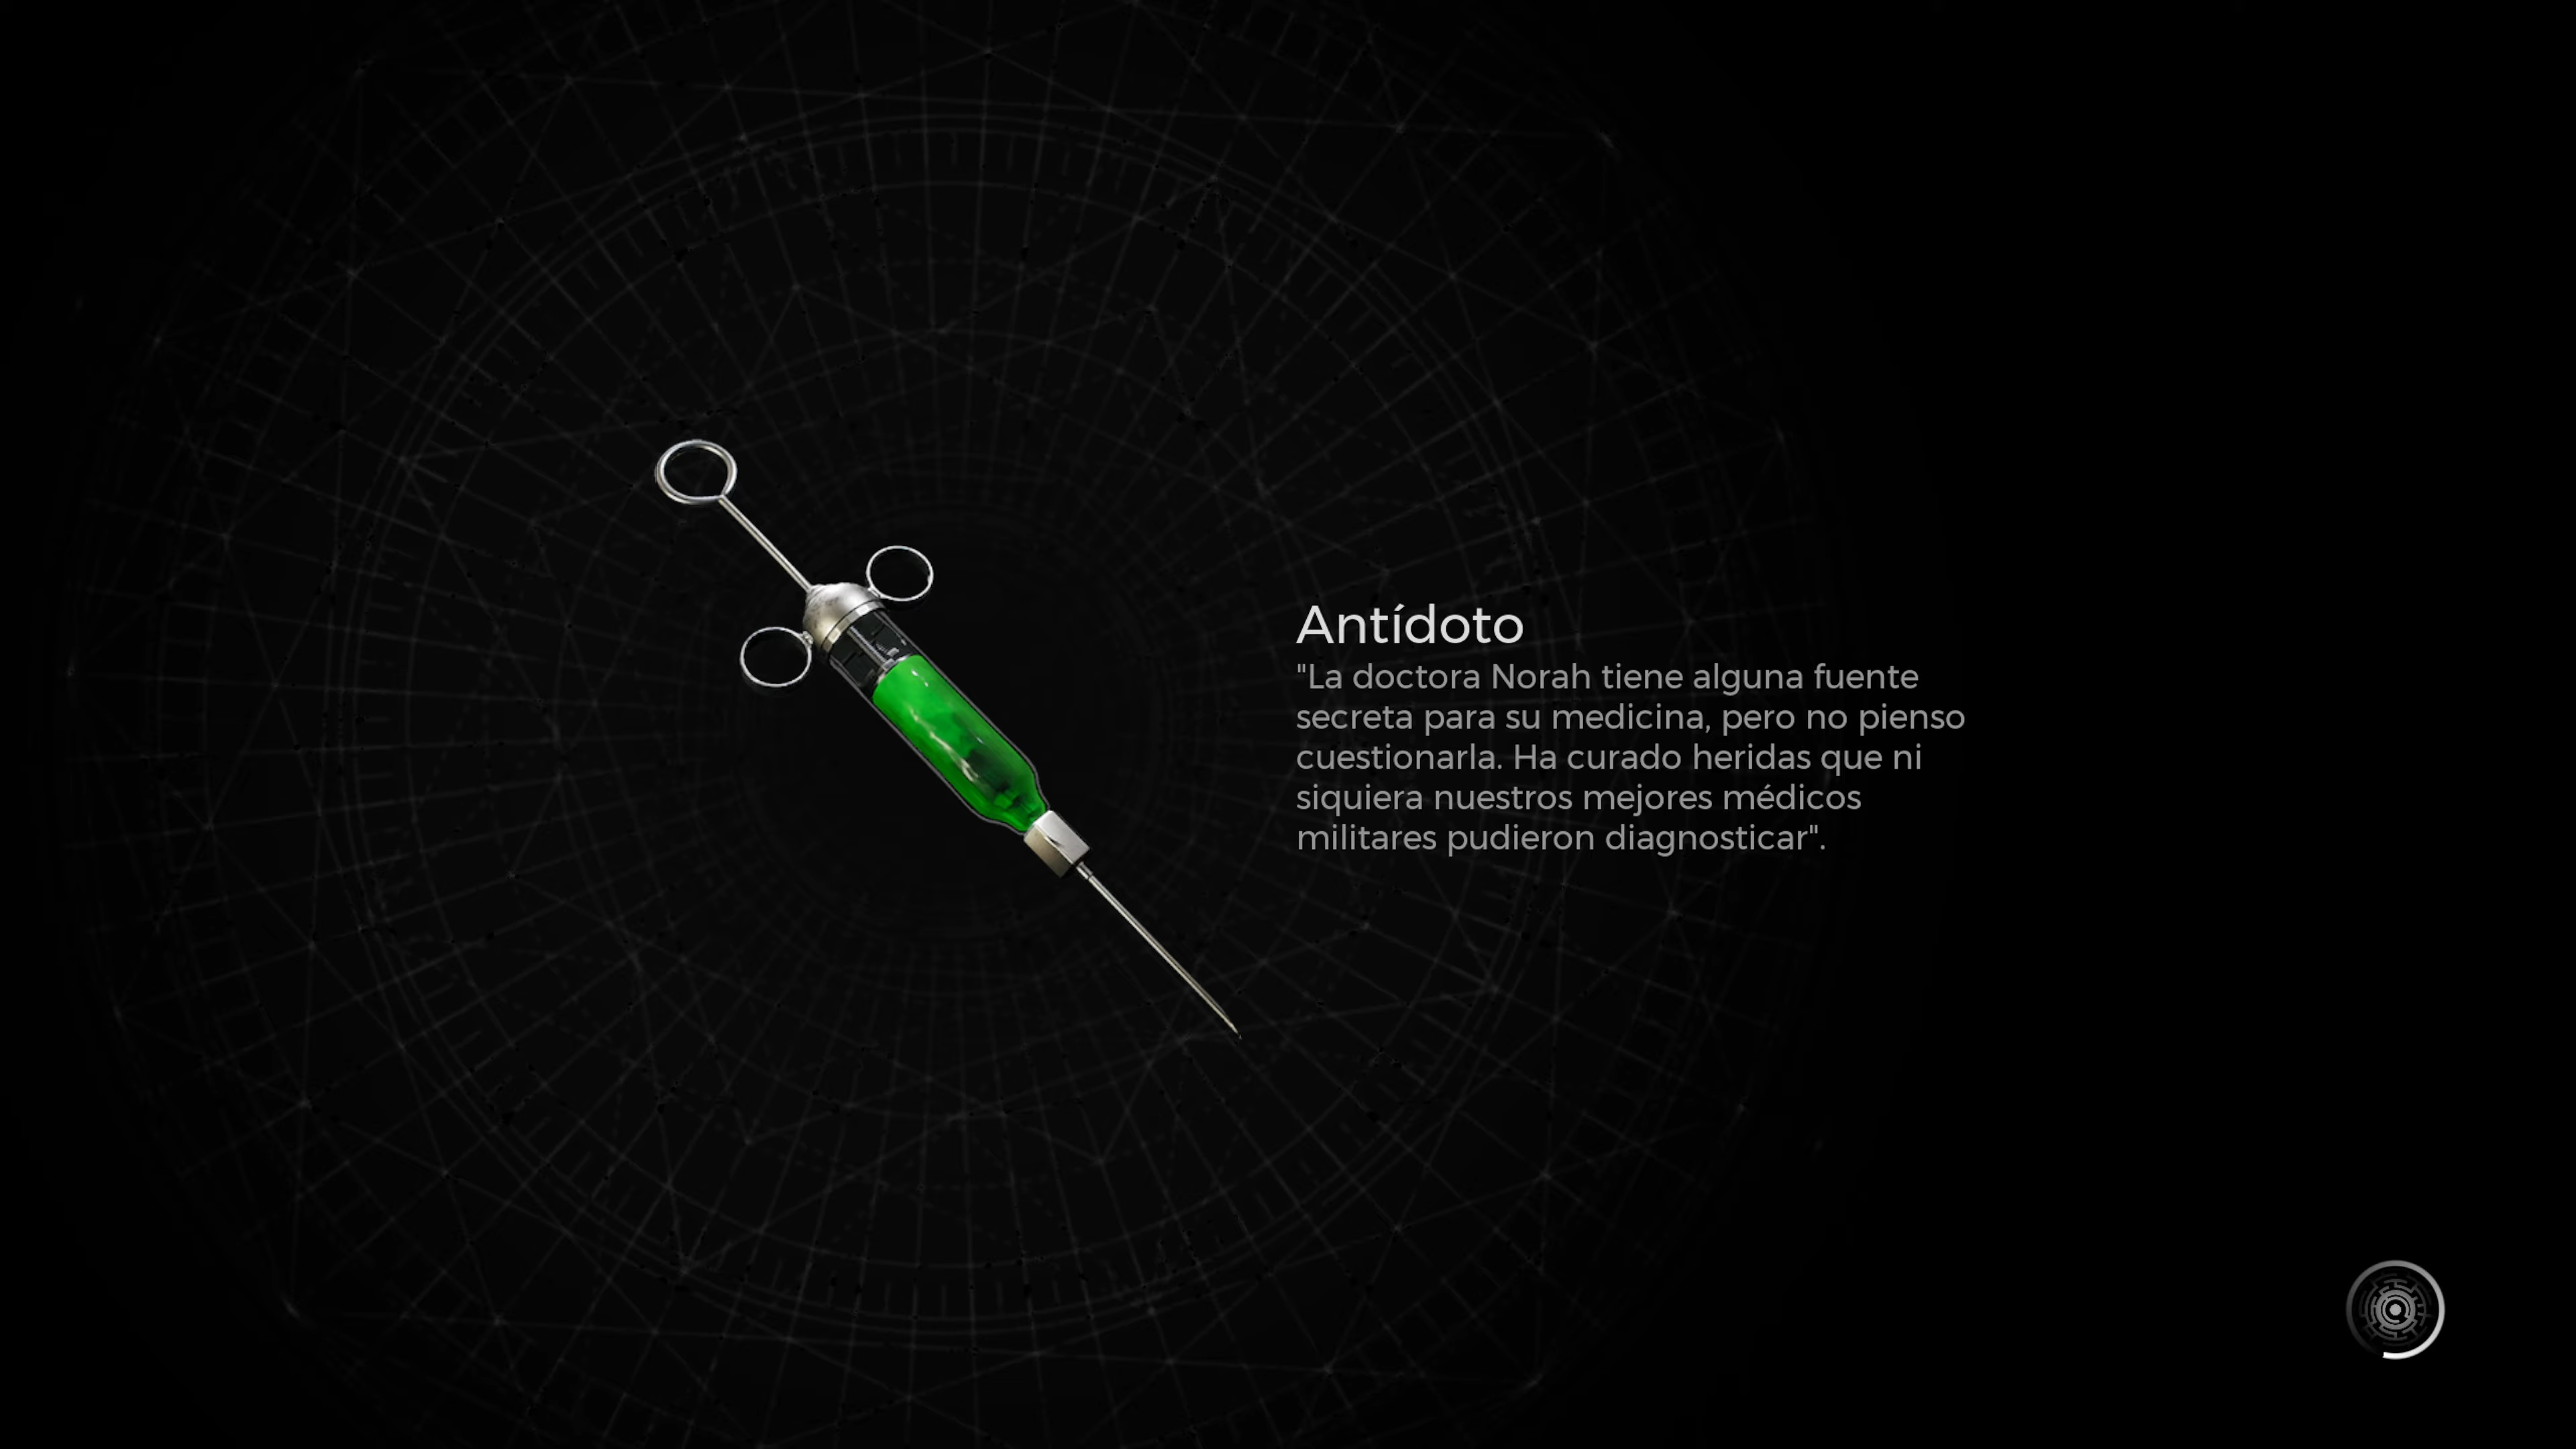 Antídoto
"La doctora Norah tiene alguna fuente
secreta para su medicina, pero no pienso
cuestionarla. Ha curado heridas que ni
siquiera nuestros mejores médicos
militares pudieron diagnosticar".